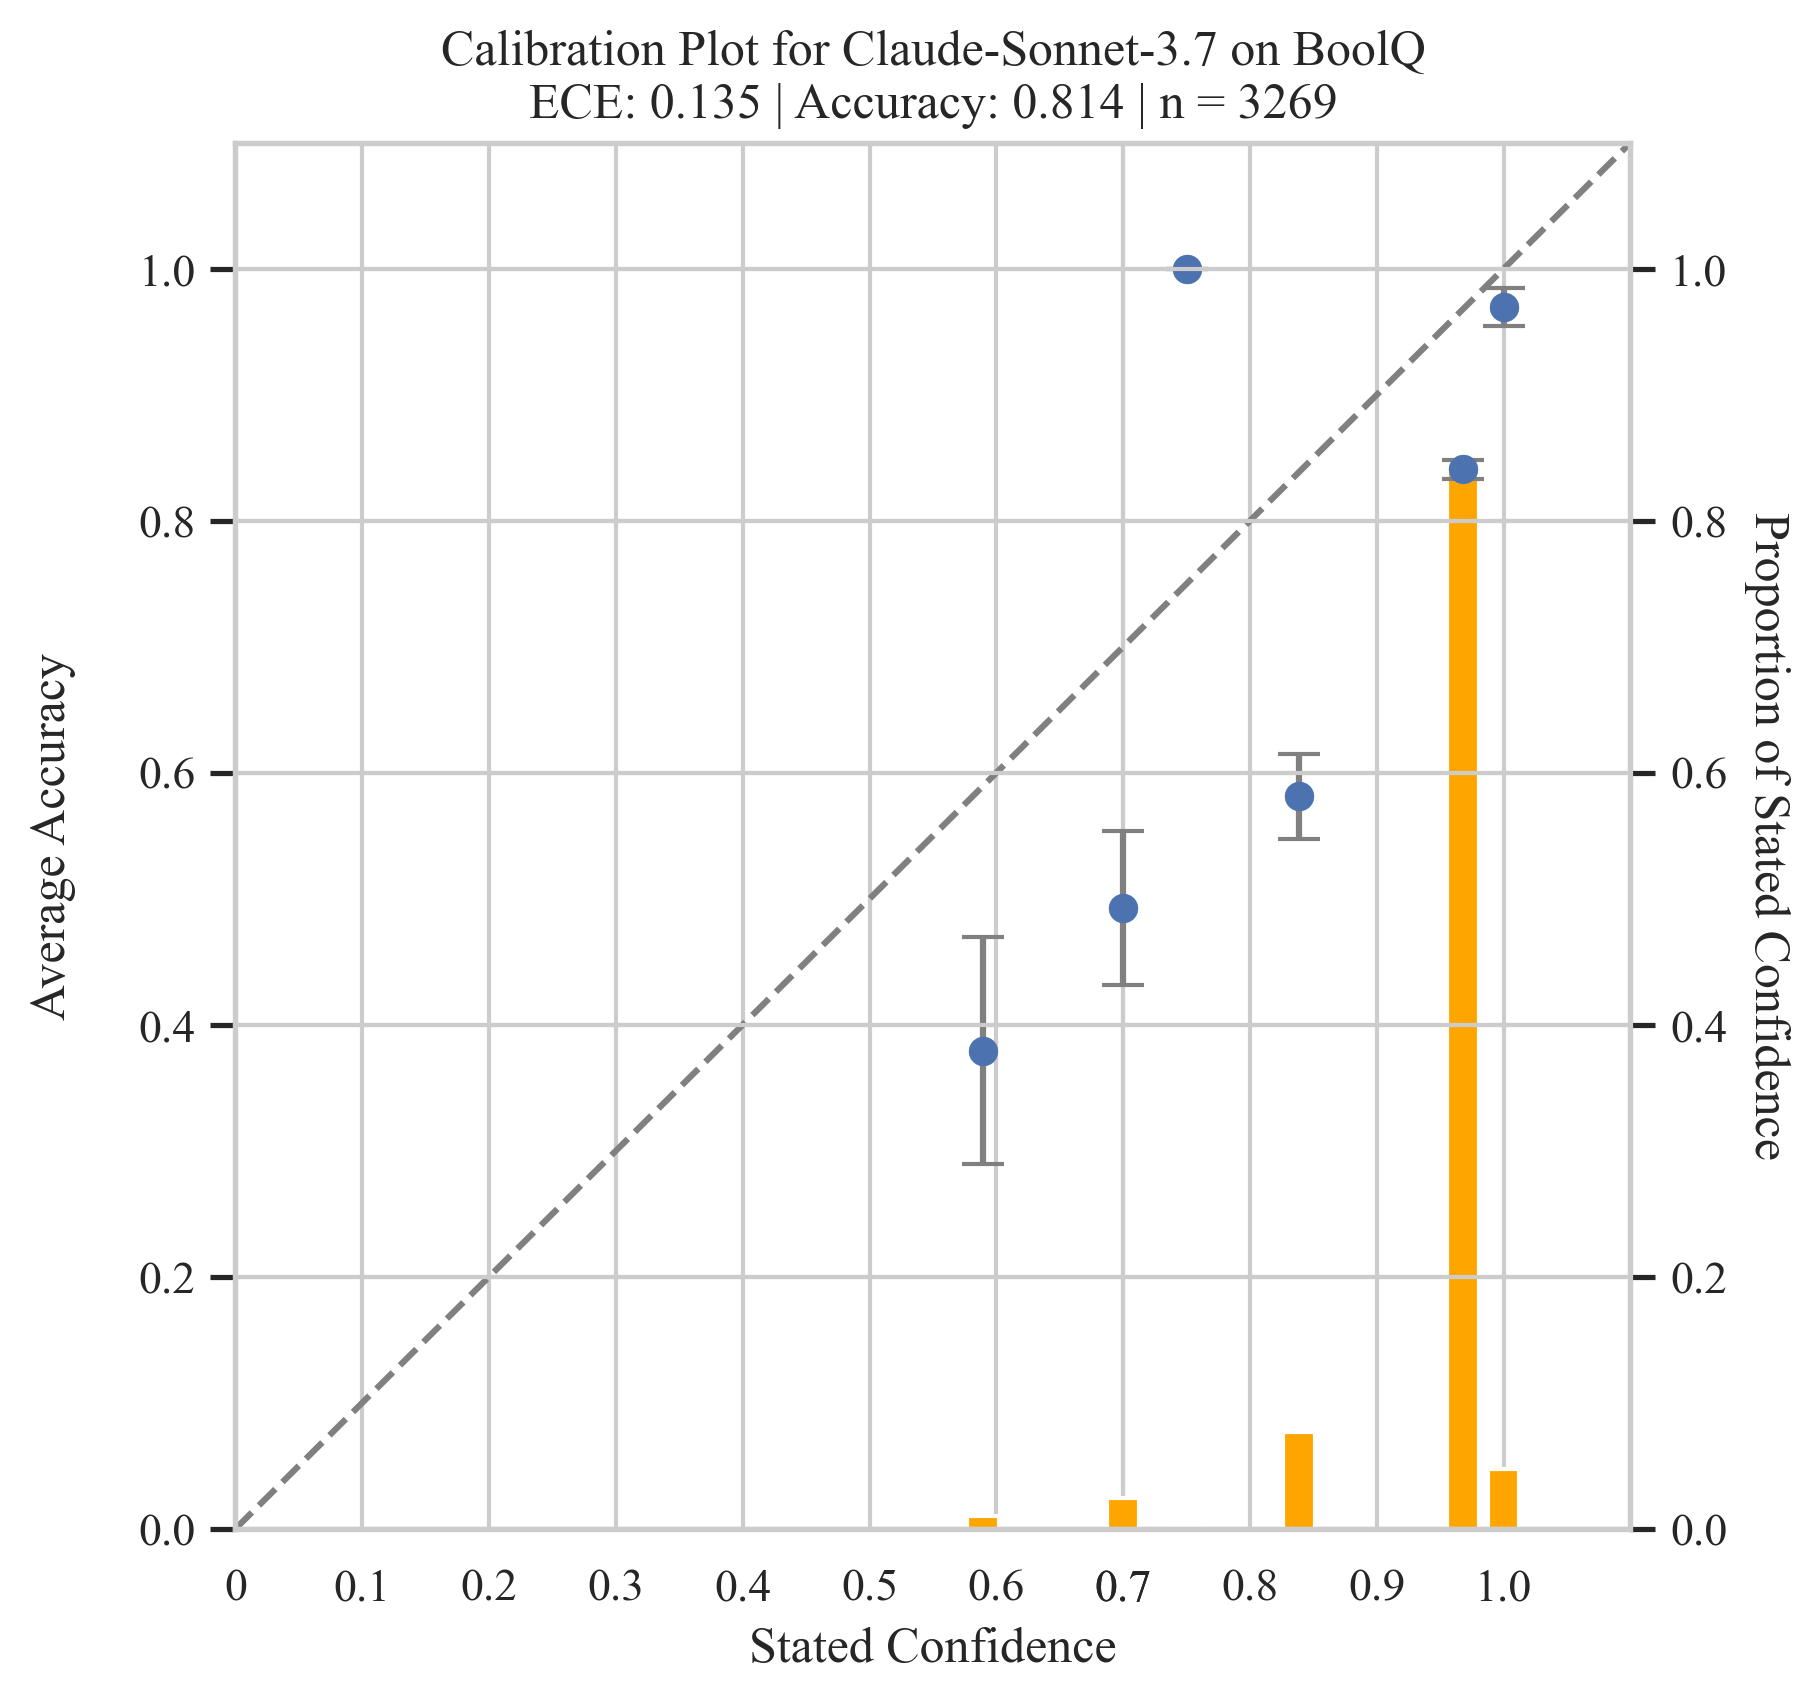 Calibration Plot for Claude-Sonnet-3.7 on BoolQ
ECE: 0.135 | Accuracy: 0.814 | n = 3269
Average Accuracy
1.0
0.8
0.6
0.4
0.2
0.0
1.0
0.8
0.6
0.4
0.2
0.0
Proportion of Stated Confidence
0 0.1 0.2 0.3 0.4 0.5 0.6 0.7 0.8 0.9 1.0
Stated Confidence